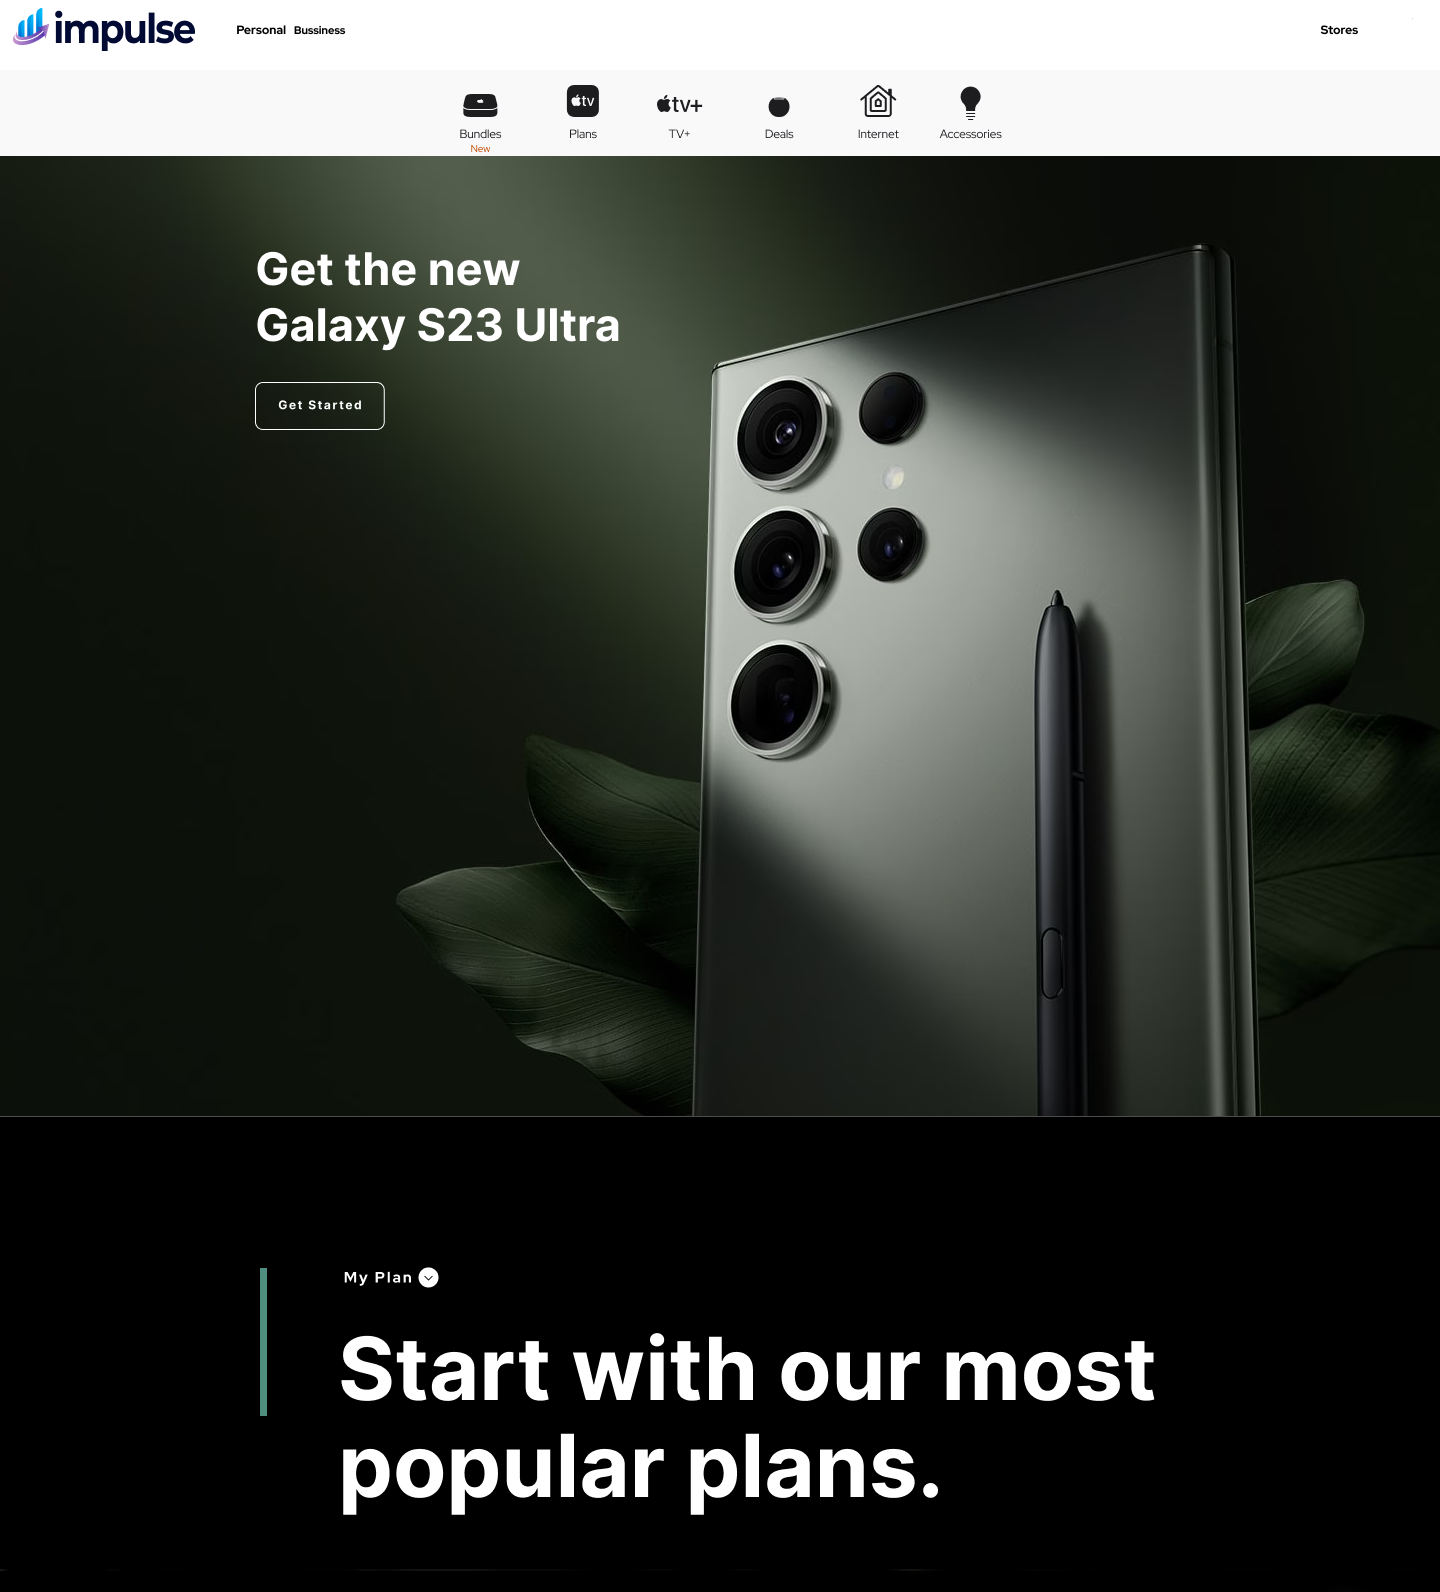 impulse
Personal Bussiness
Stores
tv
tv+
Bundles
Plans
TV+
Deals
Internet
Accessories
New
Get the new
Galaxy S23 Ultra
Get Started
My Plan
Start with our most
popular plans.